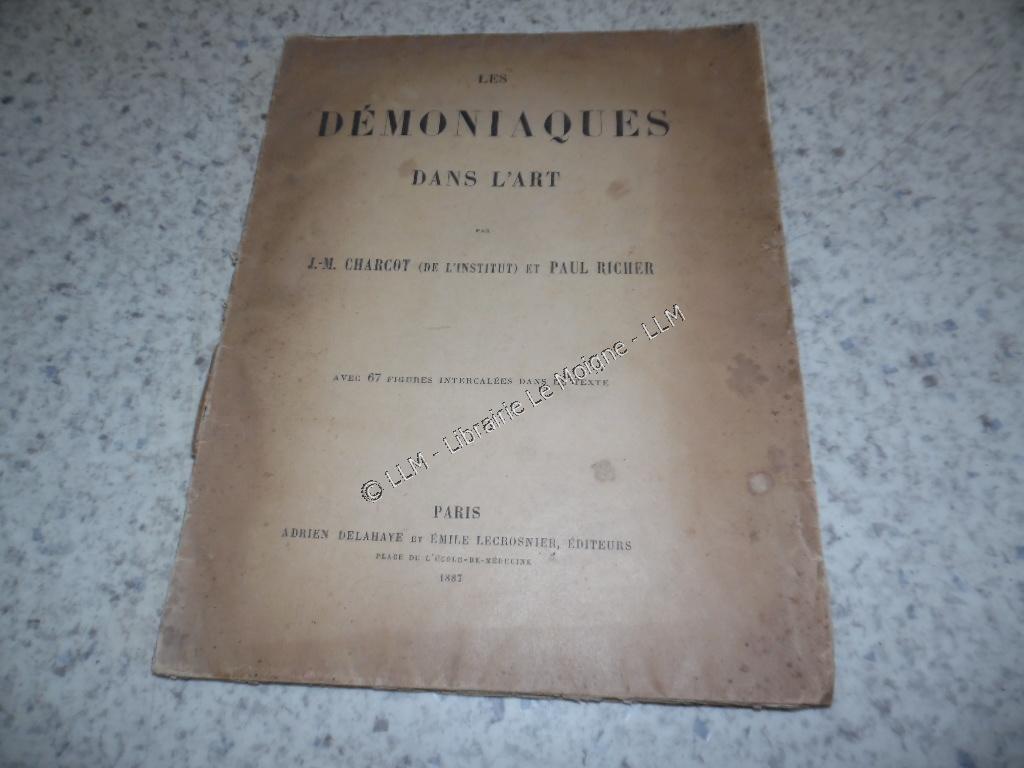 LES
DÉMONIAQUES
DANS L'ART
PAR
J.-M. CHARCOT (DE L'INSTITUT) ET PAUL RICHER
AVEC 67 FIGURES INTERCALÉES DANS TEXTE
© LLM - Librairie Le Moigne - LLM
PARIS
ADRIEN DELAHAYE ET ÉMILE LECROSNIER, ÉDITEURS
PLACE DE L'ÉCOLE-DE-MÉDECINE
1887